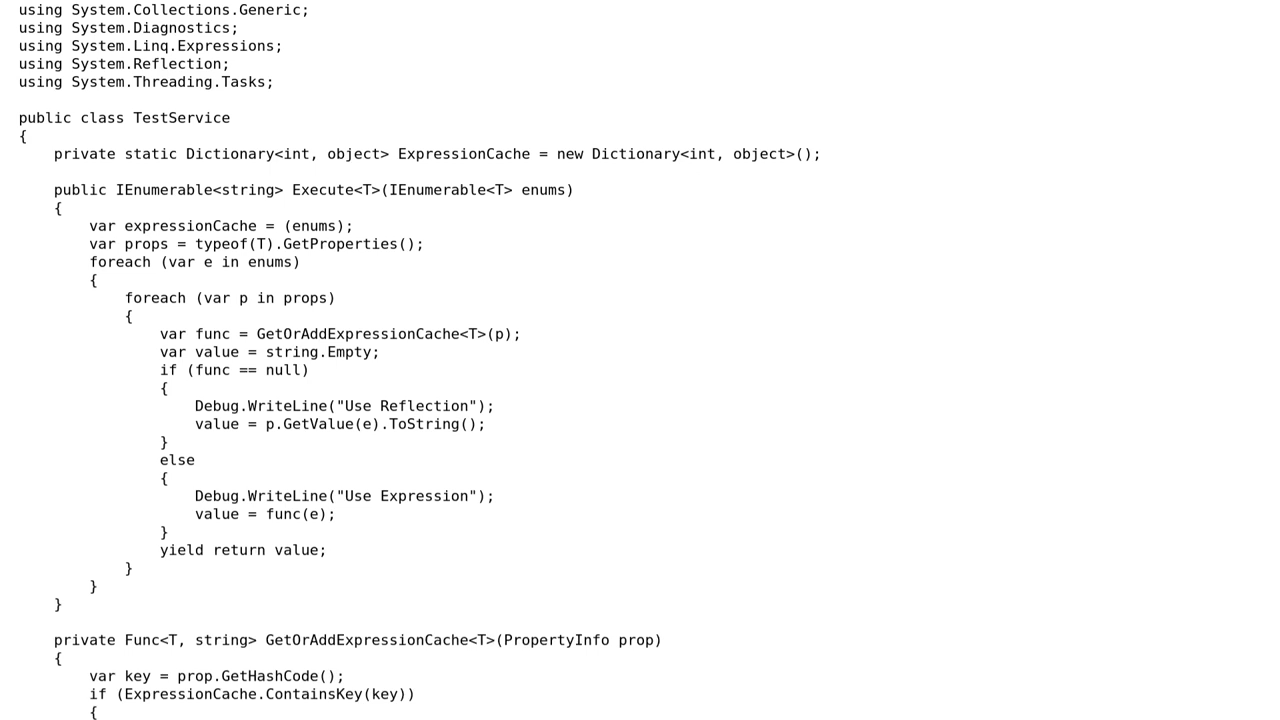 using System.Collections.Generic;
using System.Diagnostics;
using System.Linq.Expressions;
using System.Reflection;
using System.Threading.Tasks;

public class TestService
{
    private static Dictionary<int, object> ExpressionCache = new Dictionary<int, object>();

    public IEnumerable<string> Execute<T>(IEnumerable<T> enums)
    {
        var expressionCache = (enums);
        var props = typeof(T).GetProperties();
        foreach (var e in enums)
        {
            foreach (var p in props)
            {
                var func = GetOrAddExpressionCache<T>(p);
                var value = string.Empty;
                if (func == null)
                {
                    Debug.WriteLine("Use Reflection");
                    value = p.GetValue(e).ToString();
                }
                else
                {
                    Debug.WriteLine("Use Expression");
                    value = func(e);
                }
                yield return value;
            }
        }
    }

    private Func<T, string> GetOrAddExpressionCache<T>(PropertyInfo prop)
    {
        var key = prop.GetHashCode();
        if (ExpressionCache.ContainsKey(key))
        {